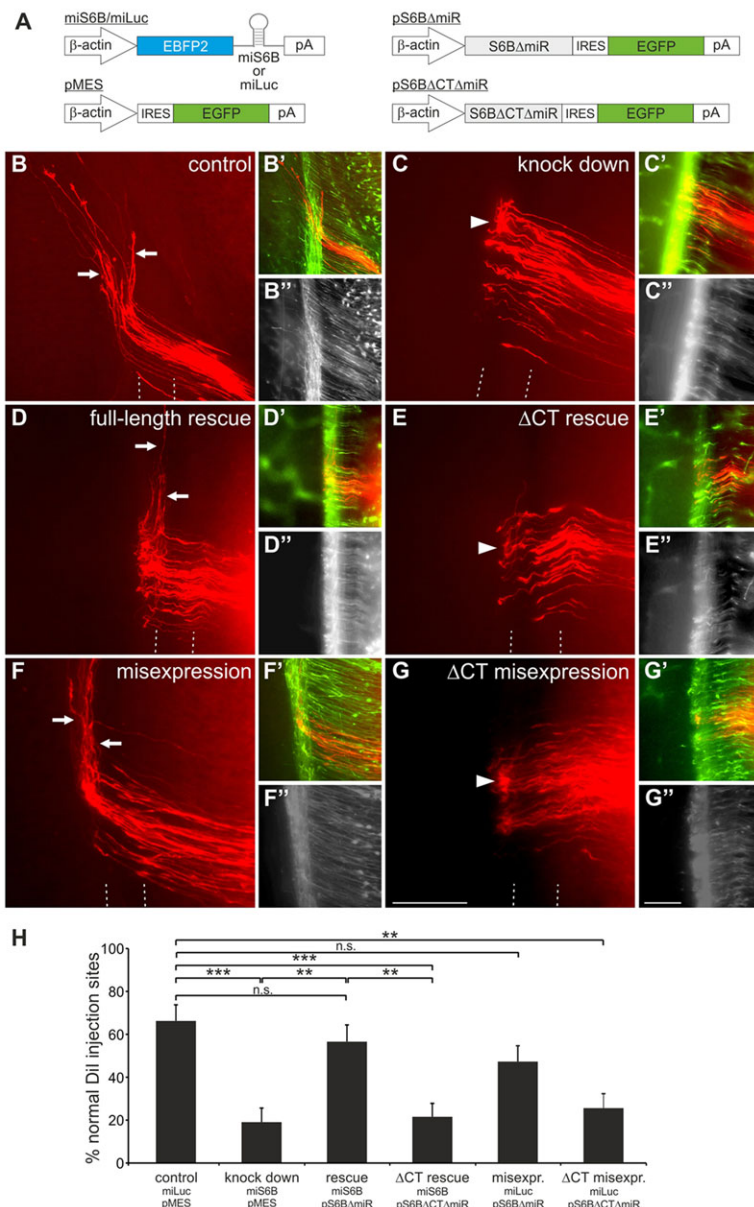 A
miS6B/miLuc
β-actin
EBFP2
pA
miS6B
or
miLuc
pMES
β-actin
IRES
EGFP
pA
pS6BΔmiR
β-actin
S6BΔmiR
IRES
EGFP
pA
pS6BΔCTΔmiR
β-actin
S6BΔCTΔmiR
IRES
EGFP
pA
B
control
B'
B''
C
knock down
C'
C''
D
full-length rescue
D'
D''
E
ΔCT rescue
E'
E''
F
misexpression
F'
F''
G
ΔCT misexpression
G'
G''
H
% normal DiI injection sites
100
80
60
40
20
0
**
n.s.
***
*** ** **
n.s.
control
miLuc
pMES
knock down
miS6B
pMES
rescue
miS6B
pS6BΔmiR
ΔCT rescue
miS6B
pS6BΔCTΔmiR
misexpr.
miLuc
pS6BΔmiR
ΔCT misexpr.
miLuc
pS6BΔCTΔmiR